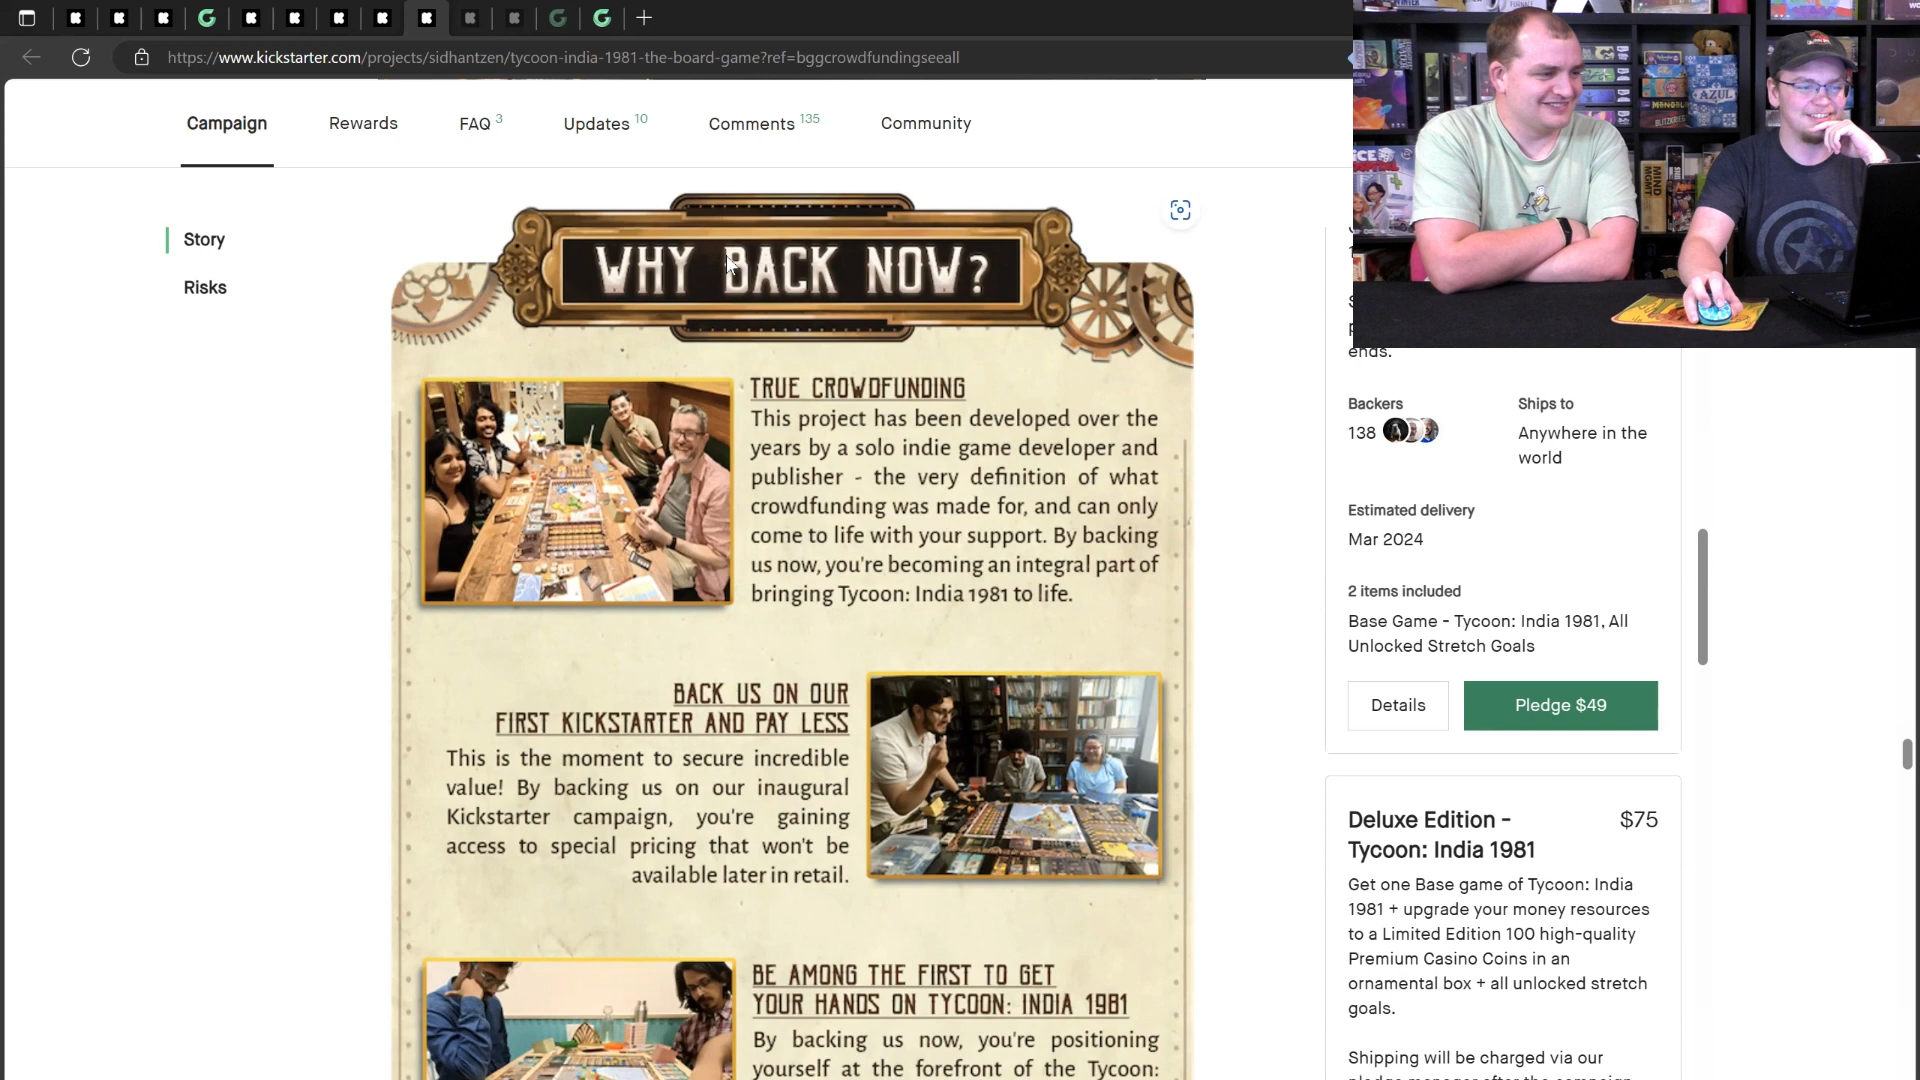 https://www.kickstarter.com/projects/sidhantzen/tycoon-india-1981-the-board-game?ref=bggcrowdfundingseeall
Campaign
Rewards
FAQ 3
Updates 10
Comments 135
Community
Story
Risks
WHY BACK NOW?
TRUE CROWDFUNDING
This project has been developed over the
years by a solo indie game developer and
publisher - the very definition of what
crowdfunding was made for, and can only
come to life with your support. By backing
us now, you're becoming an integral part of
bringing Tycoon: India 1981 to life.
BACK US ON OUR
FIRST KICKSTARTER AND PAY LESS
This is the moment to secure incredible
value! By backing us on our inaugural
Kickstarter campaign, you're gaining
access to special pricing that won't be
available later in retail.
BE AMONG THE FIRST TO GET
YOUR HANDS ON TYCOON: INDIA 1981
By backing us now, you're positioning
yourself at the forefront of the Tycoon:
ends.
Backers
138
Ships to
Anywhere in the
world
Estimated delivery
Mar 2024
2 items included
Base Game - Tycoon: India 1981, All
Unlocked Stretch Goals
Details
Pledge $49
Deluxe Edition -
Tycoon: India 1981
$75
Get one Base game of Tycoon: India
1981 + upgrade your money resources
to a Limited Edition 100 high-quality
Premium Casino Coins in an
ornamental box + all unlocked stretch
goals.
Shipping will be charged via our
pledge manager after the campaign
AZUL
MIND
MGMT
BLITZKRIEG